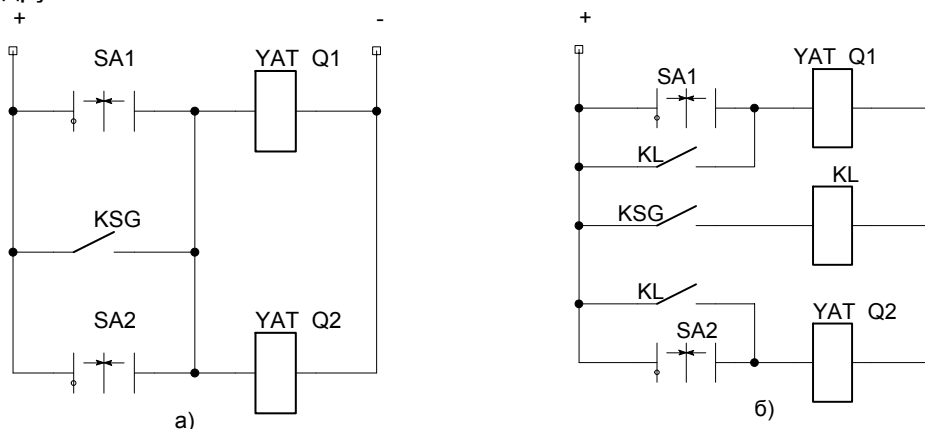 + -
SA1 YAT Q1
KSG
SA2 YAT Q2
а)
+
SA1 YAT Q1
KL
KL
KSG
KL
SA2 YAT Q2
б)